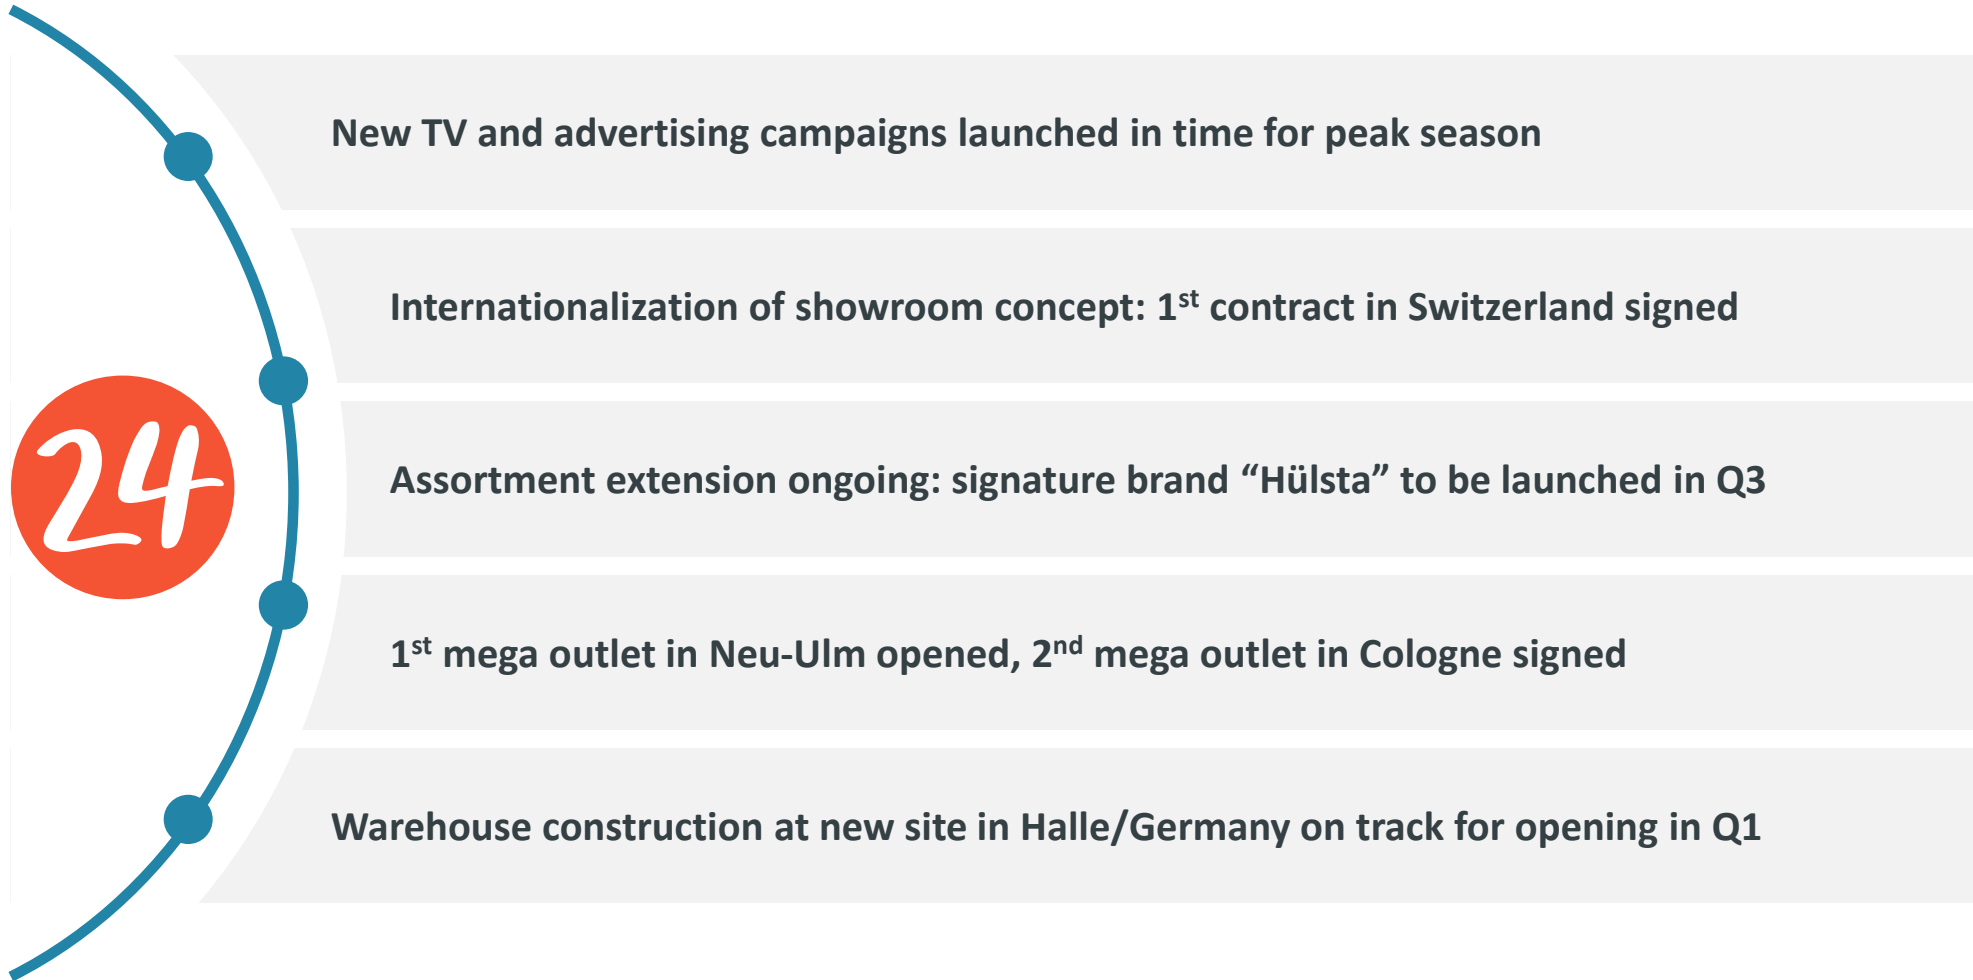 New TV and advertising campaigns launched in time for peak season
Internationalization of showroom concept: 1st contract in Switzerland signed
24
Assortment extension ongoing: signature brand “Hülsta” to be launched in Q3
1st mega outlet in Neu-Ulm opened, 2nd mega outlet in Cologne signed
Warehouse construction at new site in Halle/Germany on track for opening in Q1